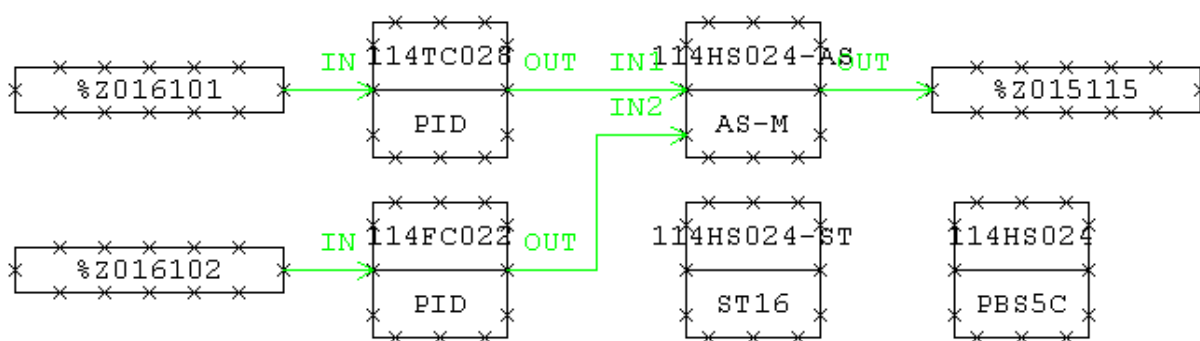 114TC028
114HS024-AS
IN
OUT
IN1
OUT
%Z016101
%Z015115
IN2
PID
AS-M
114FC022
114HS024-ST
114HS024
IN
OUT
%Z016102
PID
ST16
PBS5C